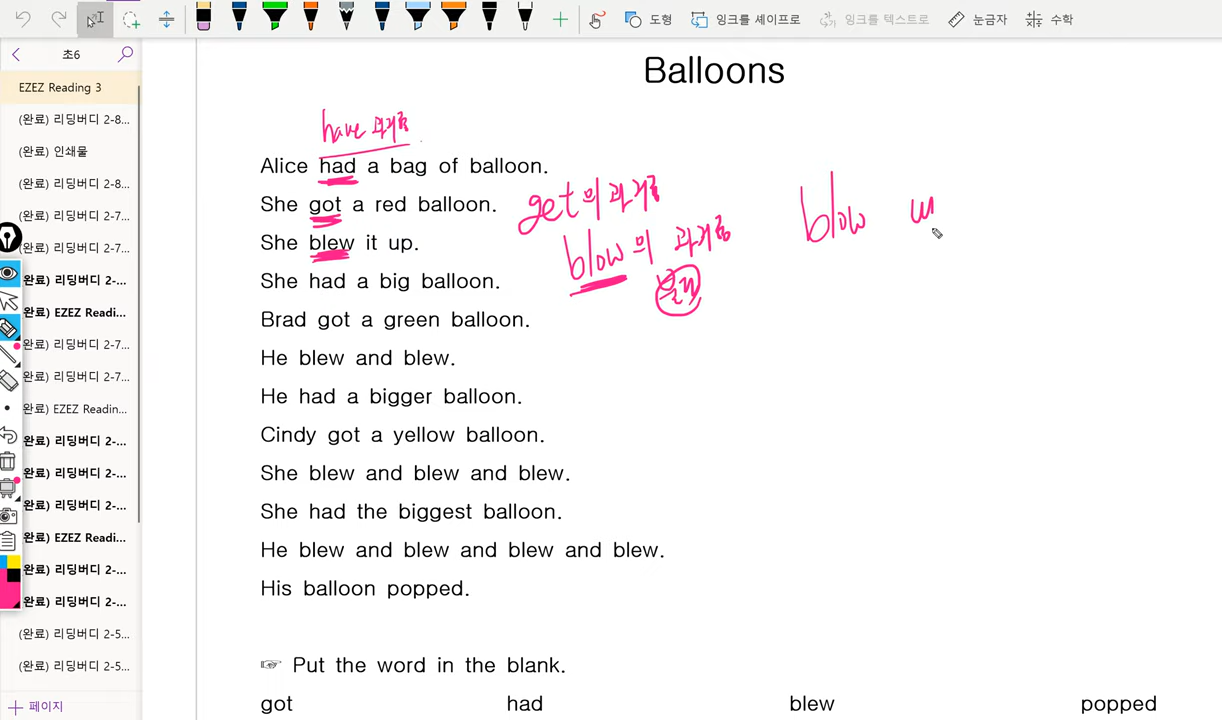 도형
잉크를 셰이프로
잉크를 텍스트로
눈금자
수학
초6
EZEZ Reading 3
(완료) 리딩버디 2-8...
(완료) 인쇄물
(완료) 리딩버디 2-8...
(완료) 리딩버디 2-7...
완료) 리딩버디 2-7...
완료) 리딩버디 2-...
완료) EZEZ Readi...
완료) 리딩버디 2-7...
완료) 리딩버디 2-7...
완료) EZEZ Readin...
완료) 리딩버디 2-...
완료) 리딩버디 2-...
완료) 리딩버디 2-...
완료) EZEZ Readi...
완료) 리딩버디 2-...
완료) 리딩버디 2-...
(완료) 리딩버디 2-5...
(완료) 리딩버디 2-5...
페이지
Balloons
have 과거형
Alice had a bag of balloon.
She got a red balloon. get의 과거형
She blew it up. blow의 과거형
blow
She had a big balloon.
Brad got a green balloon.
He blew and blew.
He had a bigger balloon.
Cindy got a yellow balloon.
She blew and blew and blew.
She had the biggest balloon.
He blew and blew and blew and blew.
His balloon popped.
☞ Put the word in the blank.
got had blew popped